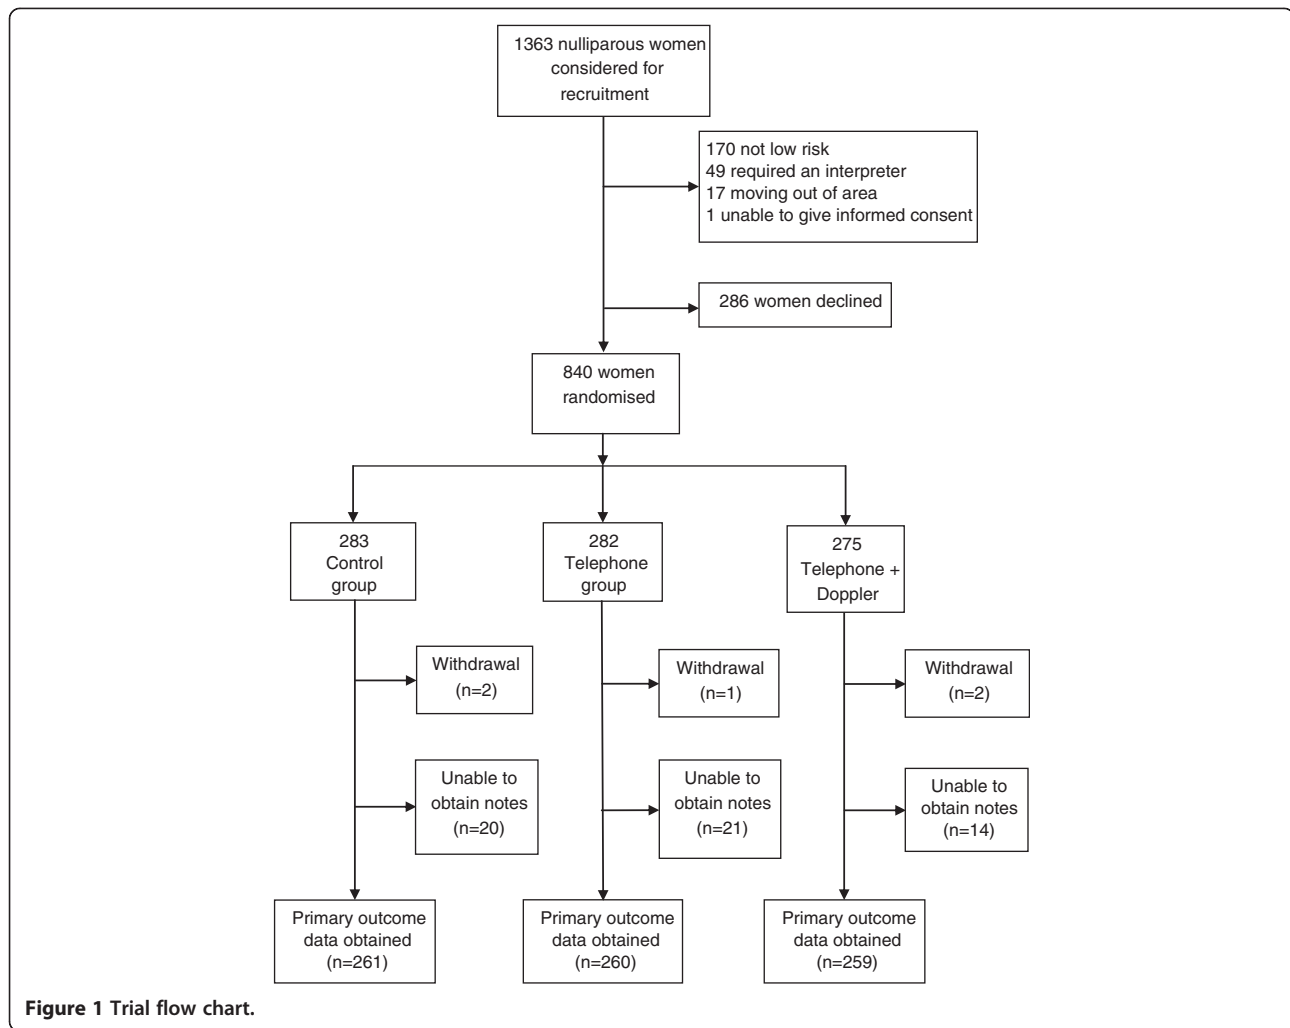 1363 nulliparous women
considered for
recruitment
170 not low risk
49 required an interpreter
17 moving out of area
1 unable to give informed consent
286 women declined
840 women
randomised
283
Control
group
282
Telephone
group
275
Telephone +
Doppler
Withdrawal
(n=2)
Withdrawal
(n=1)
Withdrawal
(n=2)
Unable to
obtain notes
(n=20)
Unable to
obtain notes
(n=21)
Unable to
obtain notes
(n=14)
Primary outcome
data obtained
(n=261)
Primary outcome
data obtained
(n=260)
Primary outcome
data obtained
(n=259)
Figure 1 Trial flow chart.